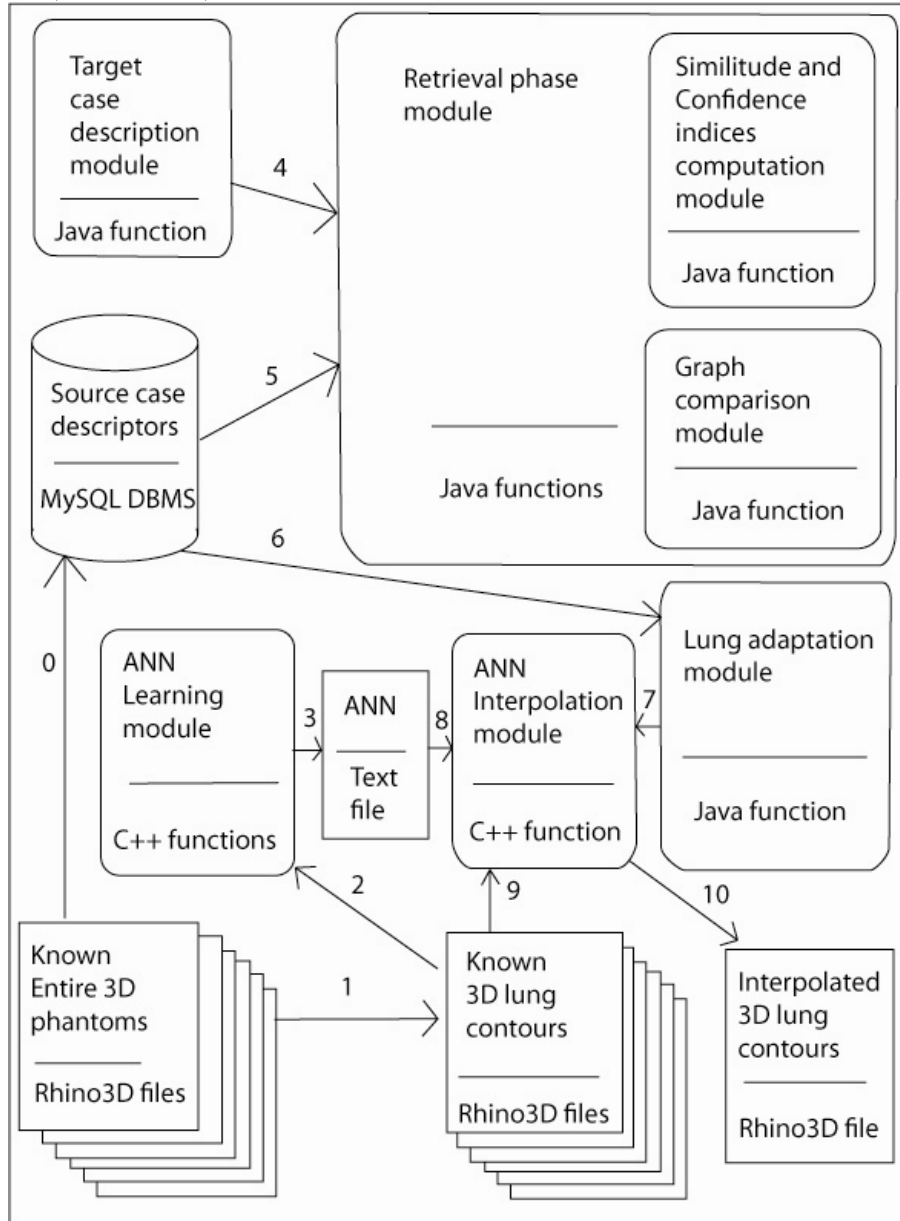 Target
case
description
module
Java function
4
Retrieval phase
module
Java functions
Similitude and
Confidence
indices
computation
module
Java function
Graph
comparison
module
Java function
Source case
descriptors
MySQL DBMS
5
6
0
ANN
Learning
module
C++ functions
3
ANN
Text
file
8
ANN
Interpolation
module
C++ function
7
Lung adaptation
module
Java function
2
9
10
Known
Entire 3D
phantoms
Rhino3D files
1
Known
3D lung
contours
Rhino3D files
Interpolated
3D lung
contours
Rhino3D file